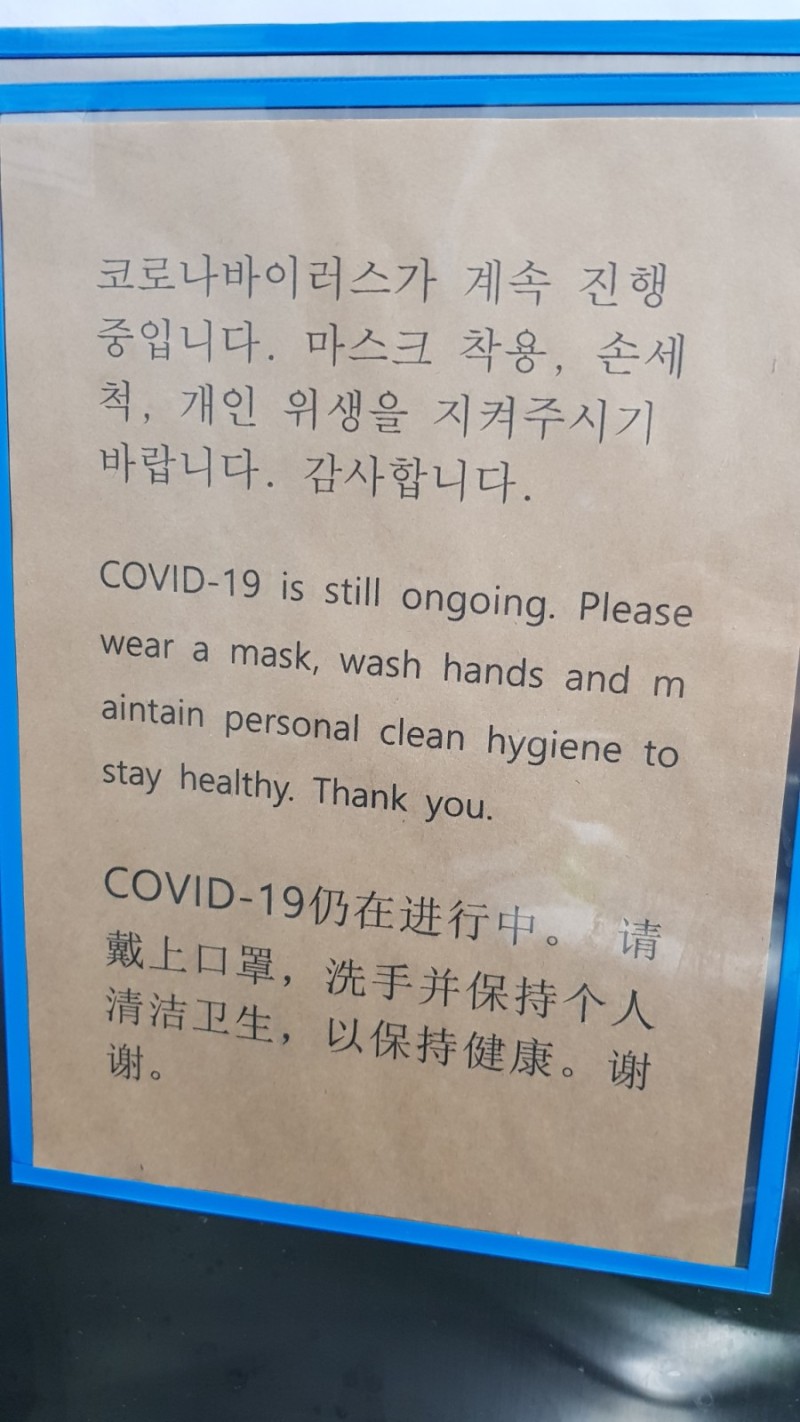 코로나바이러스가 계속 진행
중입니다. 마스크 착용, 손세
척, 개인 위생을 지켜주시기
바랍니다. 감사합니다.
COVID-19 is still ongoing. Please
wear a mask, wash hands and m
aintain personal clean hygiene to
stay healthy. Thank you.
COVID-19仍在进行中。 请
戴上口罩，洗手并保持个人
清洁卫生，以保持健康。谢
谢。